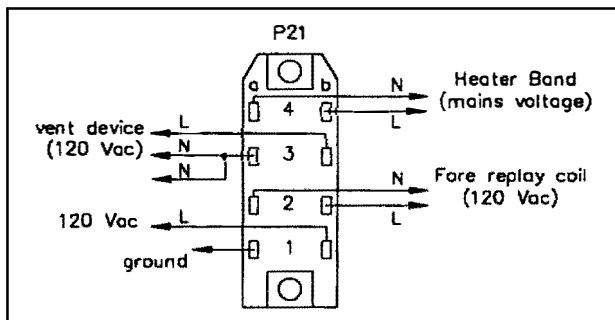 P21
a b
N Heater Band
4 (mains voltage)
L
vent device L
(120 Vac) N 3
N
N Fore replay coil
2 (120 Vac)
L
120 Vac L
1
ground